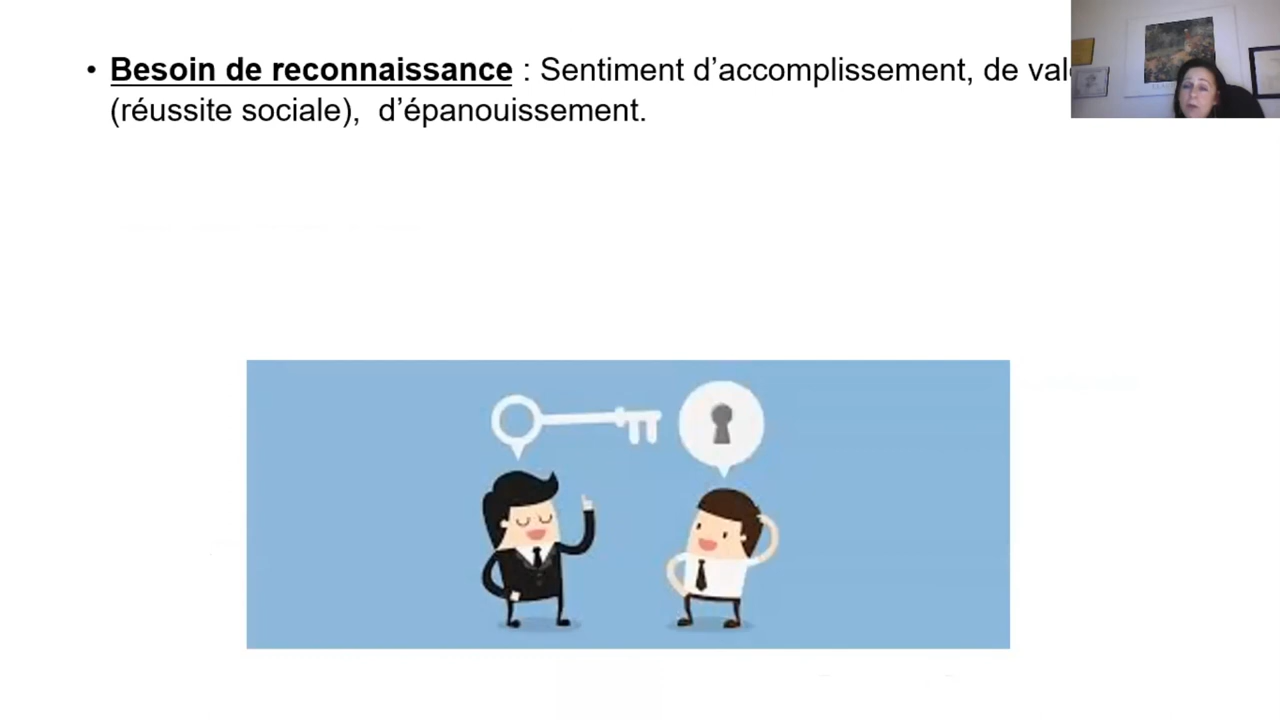 • Besoin de reconnaissance : Sentiment d’accomplissement, de
(réussite sociale), d’épanouissement.